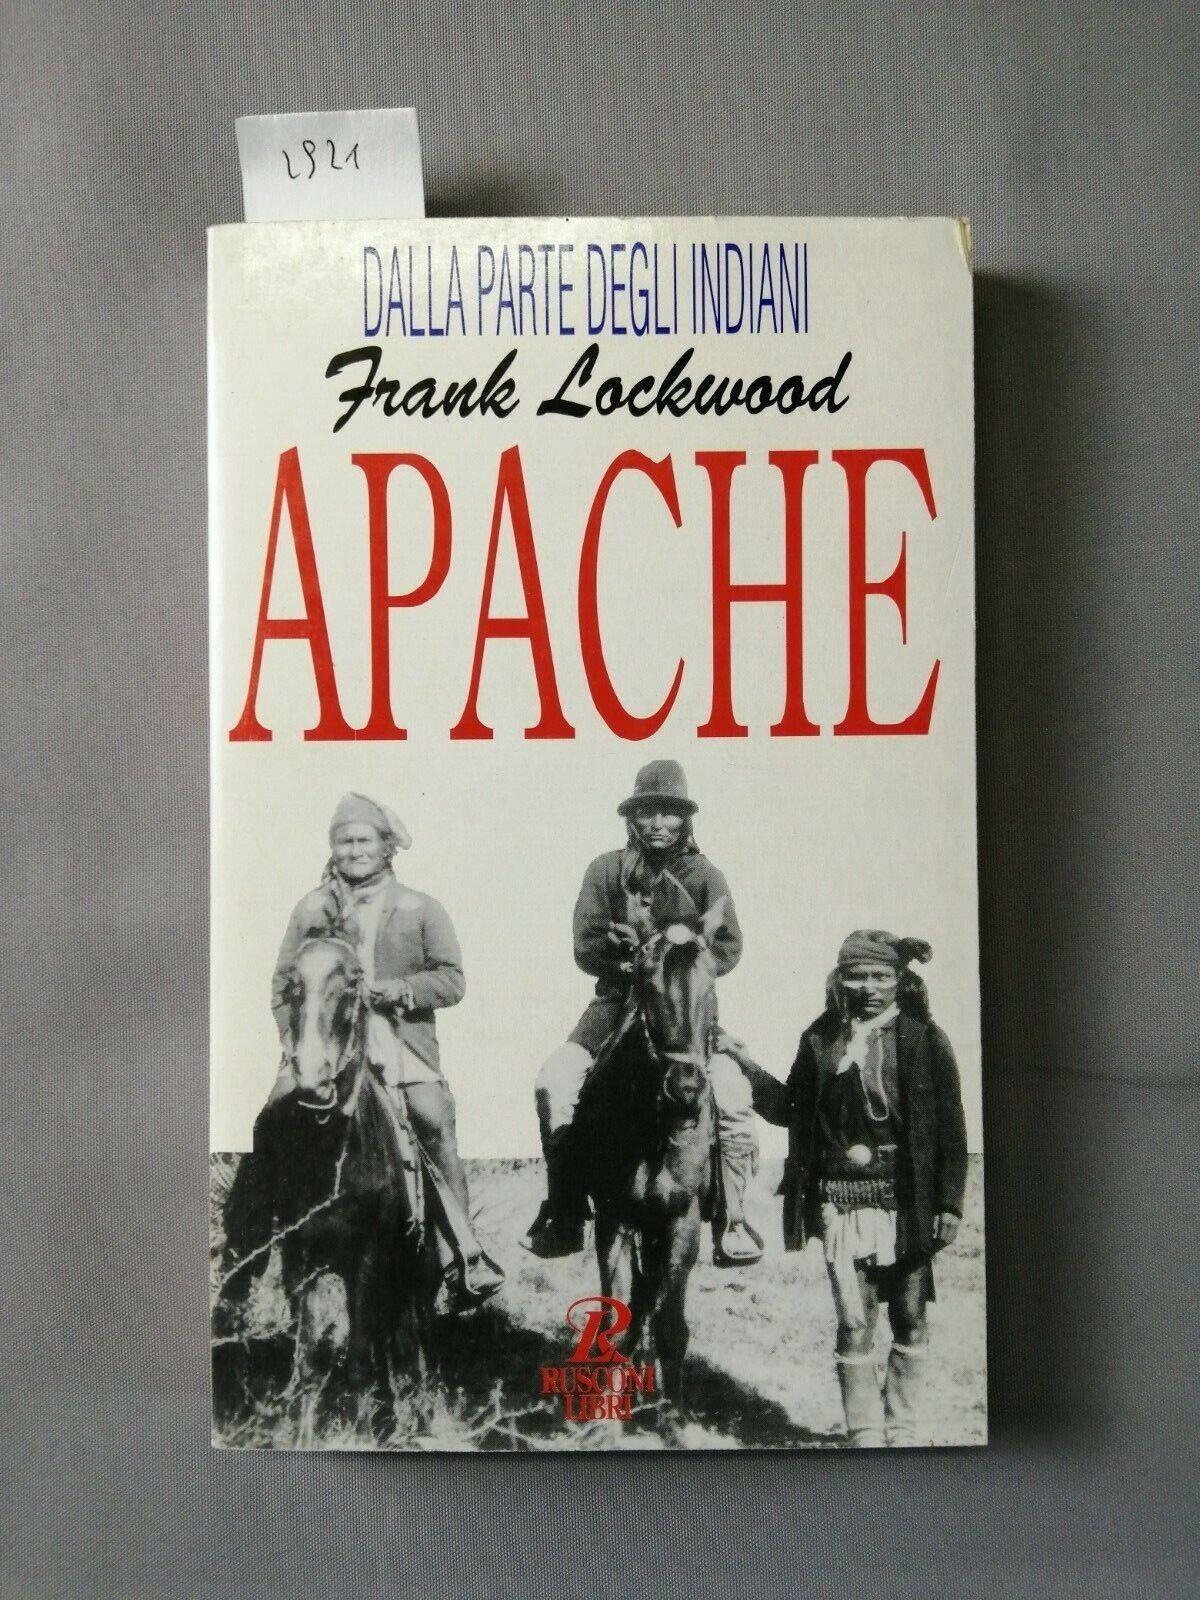 2921
DALLA PARTE DEGLI INDIANI
Frank Lockwood
APACHE
RUSCONI
LIBRI